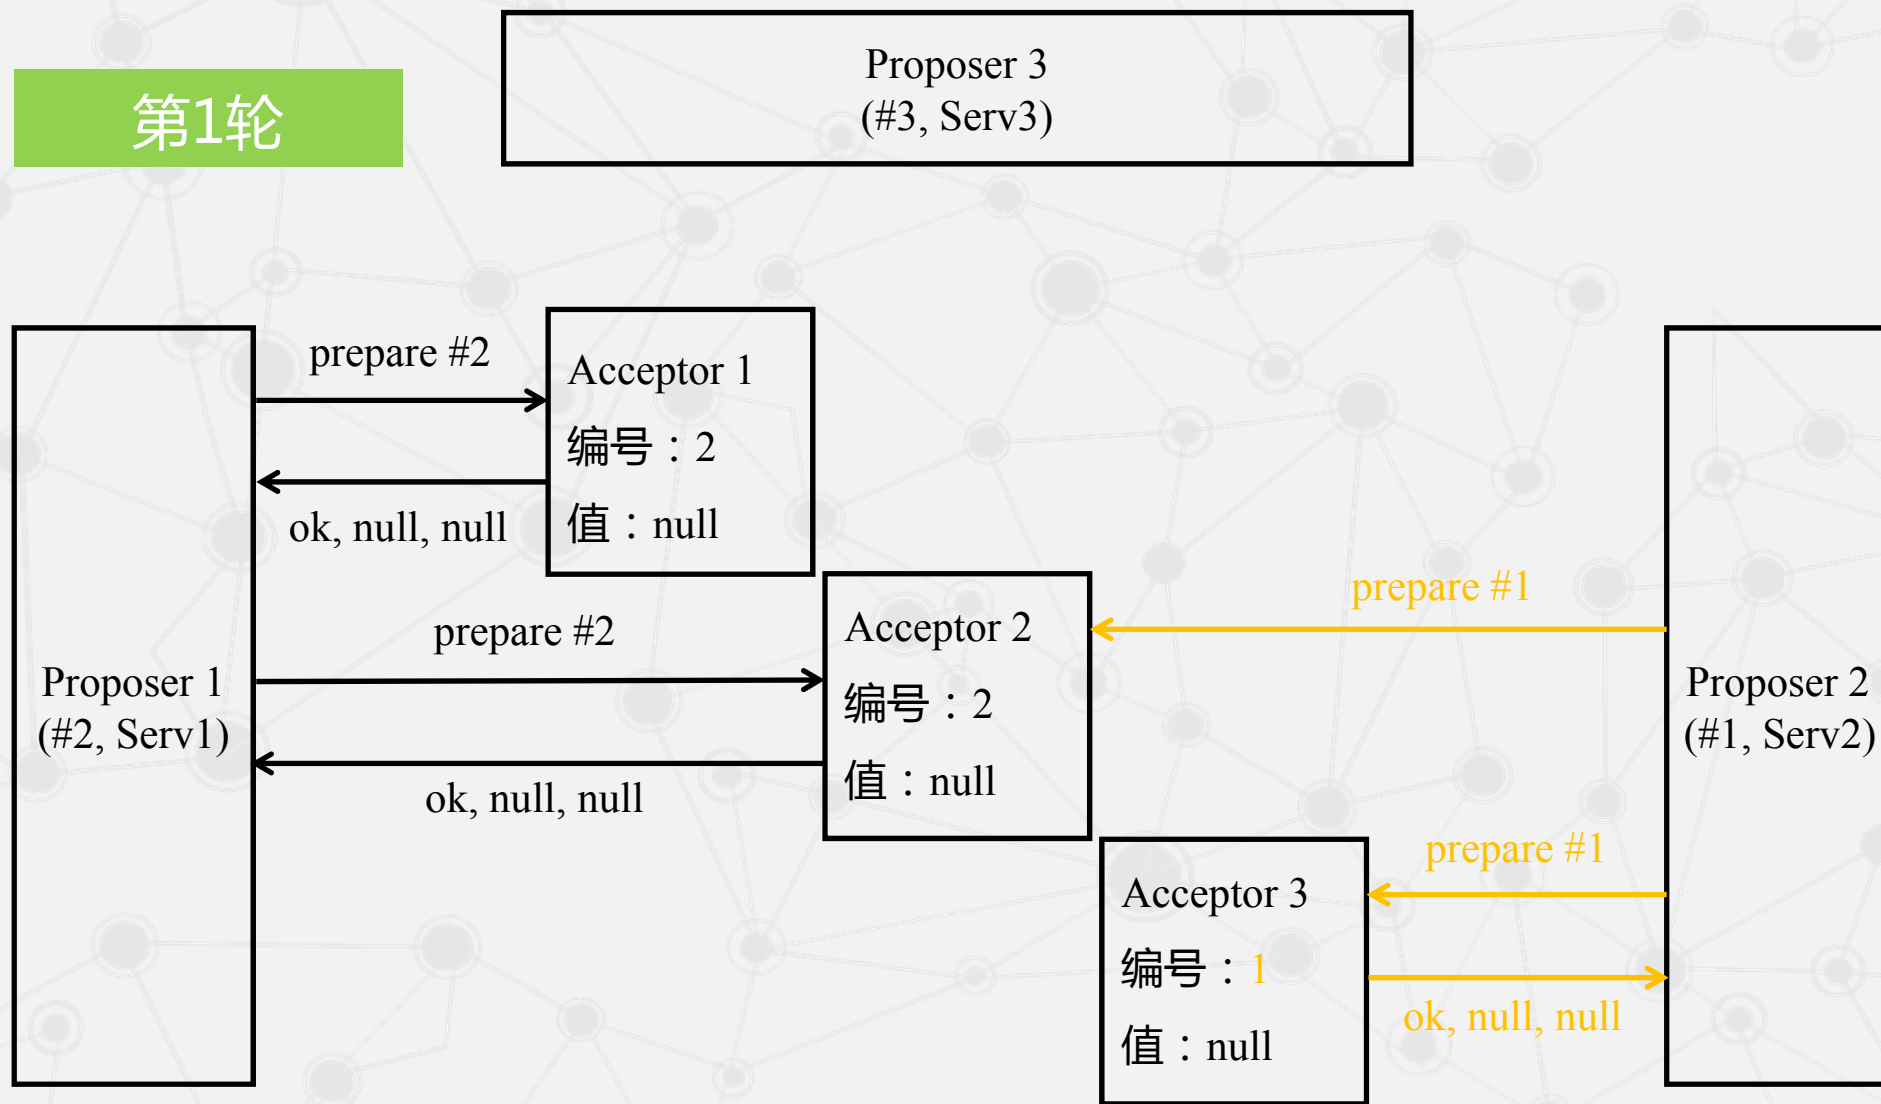 第1轮
Proposer 3
(#3, Serv3)
prepare #2
Acceptor 1
编号：2
值：null
ok, null, null
prepare #2
Acceptor 2
编号：2
值：null
ok, null, null
prepare #1
Proposer 1
(#2, Serv1)
Proposer 2
(#1, Serv2)
prepare #1
Acceptor 3
编号：1
值：null
ok, null, null